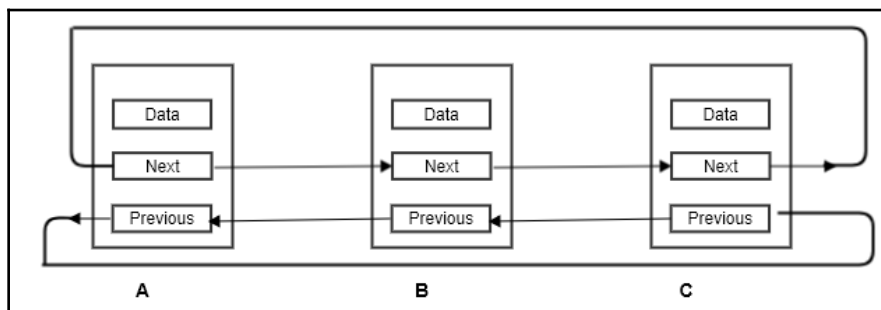 Data Data Data
Next Next Next
Previous Previous Previous
A B C